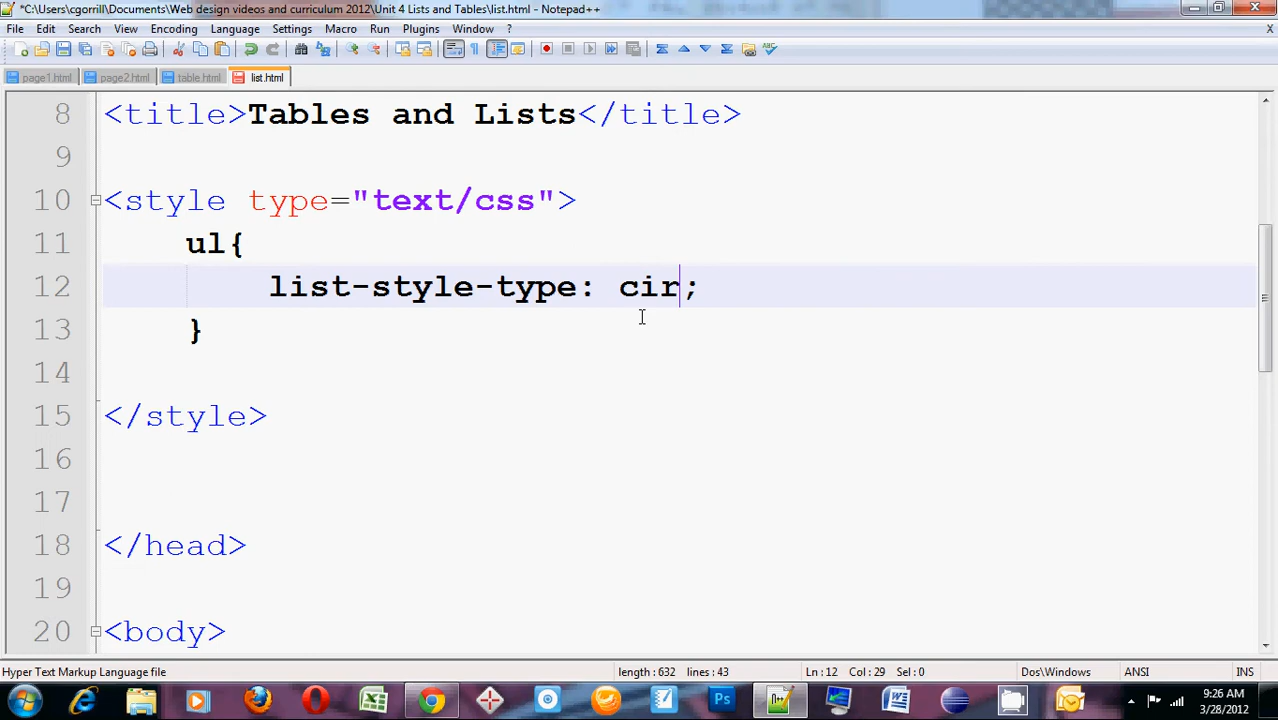 *C:\Users\cgorrill\Documents\Web design videos and curriculum 2012\Unit 4 Lists and Tables\list.html - Notepad++
File Edit Search View Encoding Language Settings Macro Run Plugins Window ? X
page1.html page2.html table.html list.html
8 <title>Tables and Lists</title>
9
10 <style type="text/css">
11 ul{
12 list-style-type: cir;
13 }
14
15 </style>
16
17
18 </head>
19
20 <body>
Hyper Text Markup Language file length : 632 lines : 43 Ln : 12 Col : 29 Sel : 0 Dos\Windows ANSI INS
9:26 AM
3/28/2012